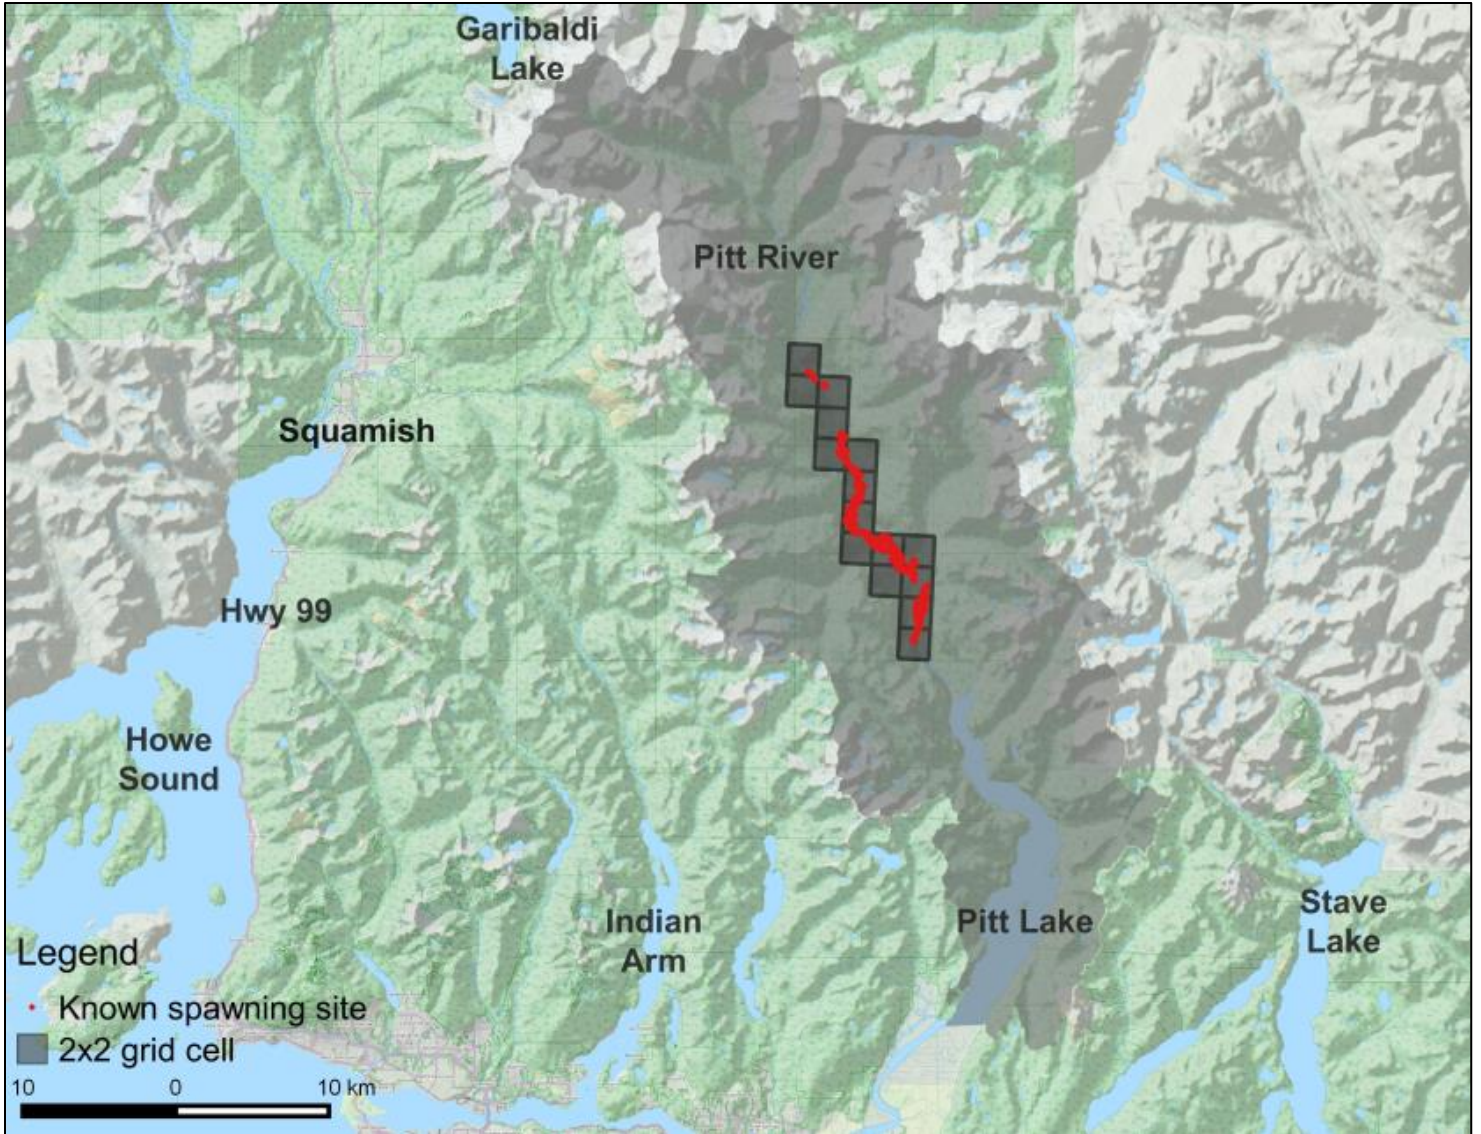 Garibaldi
Lake
Pitt River
Squamish
Hwy 99
Howe
Sound
Indian
Arm
Pitt Lake
Stave
Lake
Legend
Known spawning site
2x2 grid cell
10 0 10 km